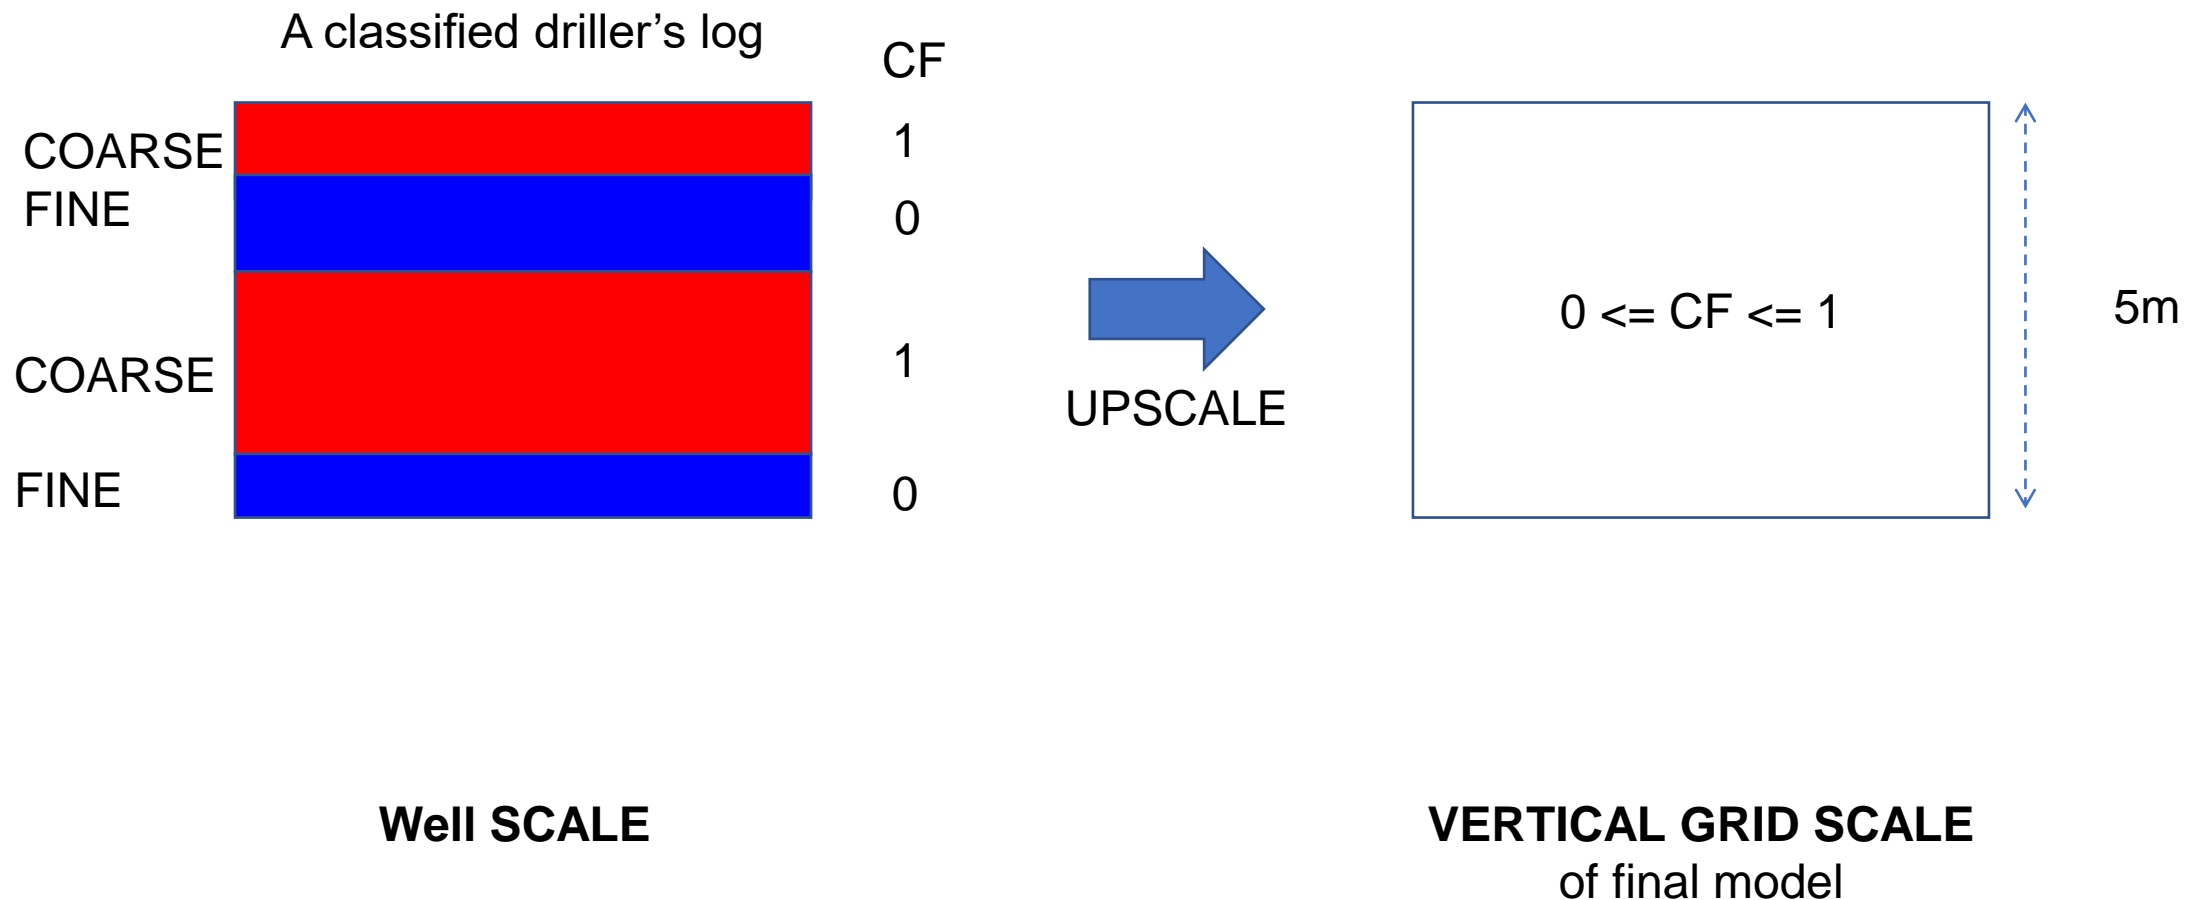 A classified driller’s log
CF
COARSE
1
FINE
0
COARSE
1
FINE
0
UPSCALE
0 <= CF <= 1
5m
Well SCALE
VERTICAL GRID SCALE
of final model